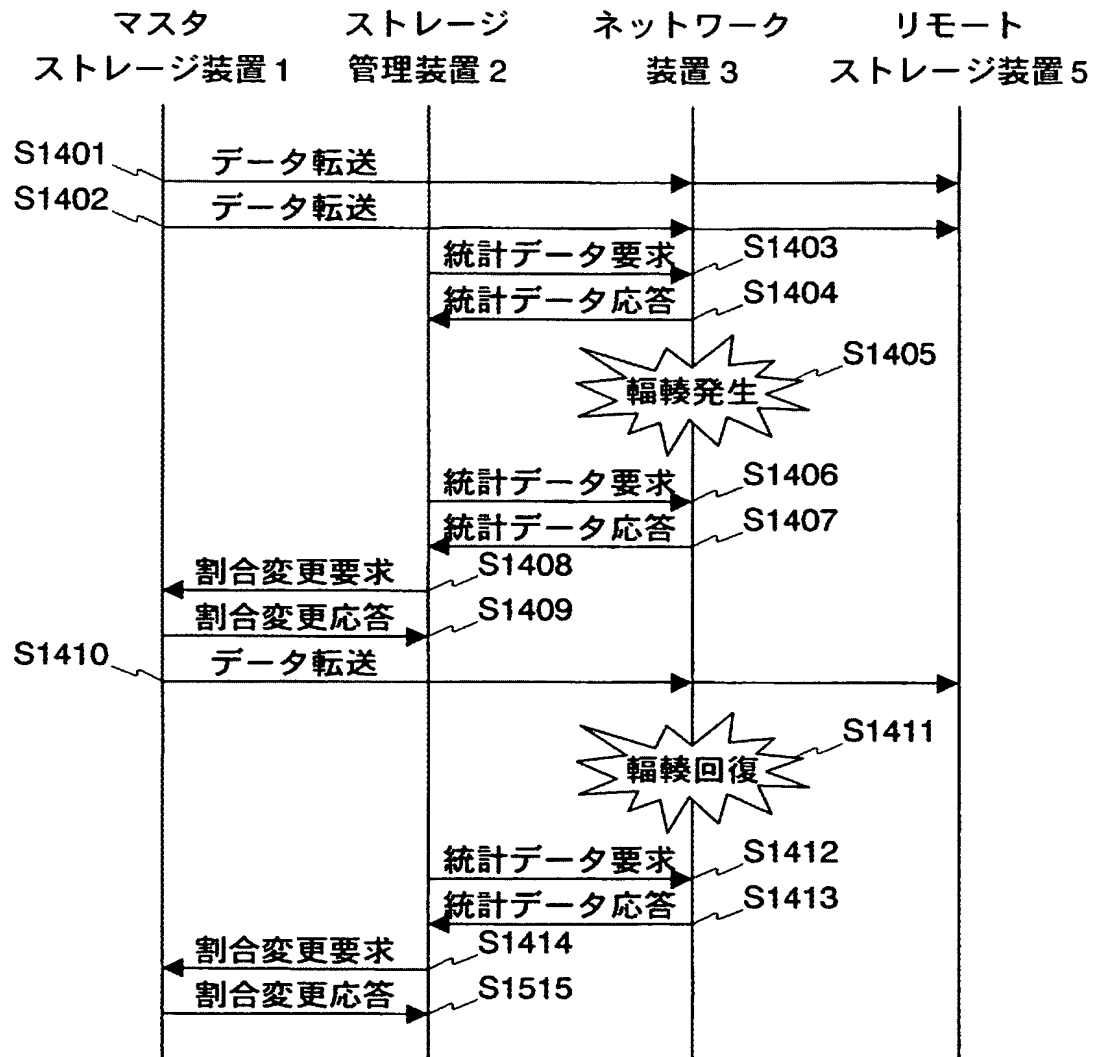 マスタ
ストレージ装置1
ストレージ
管理装置2
ネットワーク
装置3
リモート
ストレージ装置5
S1401
データ転送
S1402
データ転送
統計データ要求
S1403
統計データ応答
S1404
輻輳発生
S1405
統計データ要求
S1406
統計データ応答
S1407
割合変更要求
S1408
割合変更応答
S1409
S1410
データ転送
輻輳回復
S1411
統計データ要求
S1412
統計データ応答
S1413
割合変更要求
S1414
割合変更応答
S1515